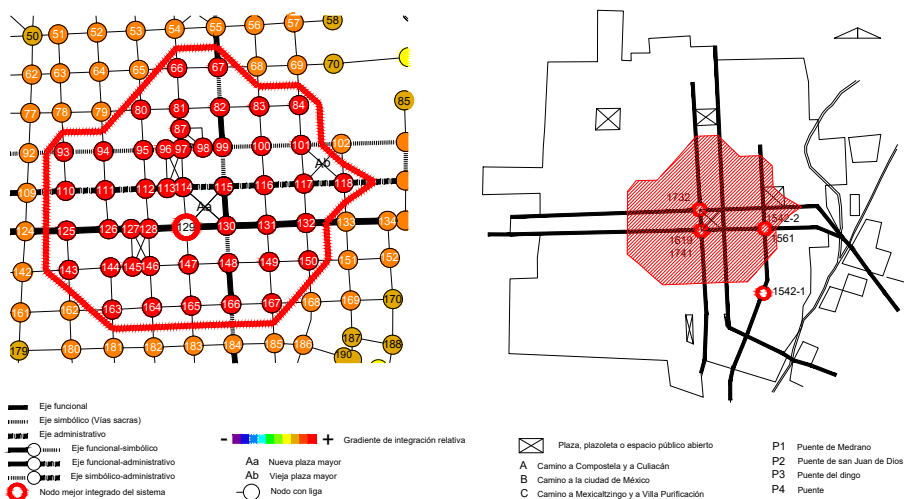 50 51 52 53 54 55 56 57 58
62 63 64 65 66 67 68 69 70
77 78 79 80 81 82 83 84 85
87
92 93 94 95 96 97 98 99 100 101 102
Ab
109 110 111 112 113 114 115 116 117 118
Aa
124 125 126 127 128 129 130 131 132 133 134
142 143 144 145 146 147 148 149 150 151 152
161 162 163 164 165 166 167 168 169 170
179 180 181 182 183 184 185 186 187 188
190
1732
1542-2
1619
1561
1741
1542-1
Eje funcional
Eje simbólico (Vías sacras)
Eje administrativo
Eje funcional-simbólico
Eje funcional-administrativo
Eje simbólico-administrativo
Nodo mejor integrado del sistema
- + Gradiente de integración relativa
Aa Nueva plaza mayor
Ab Vieja plaza mayor
Nodo con liga
Plaza, plazoleta o espacio público abierto
A Camino a Compostela y a Culiacán
B Camino a la ciudad de México
C Camino a Mexicaltzingo y a Villa Purificación
P1 Puente de Medrano
P2 Puente de san Juan de Dios
P3 Puente del dingo
P4 Puente